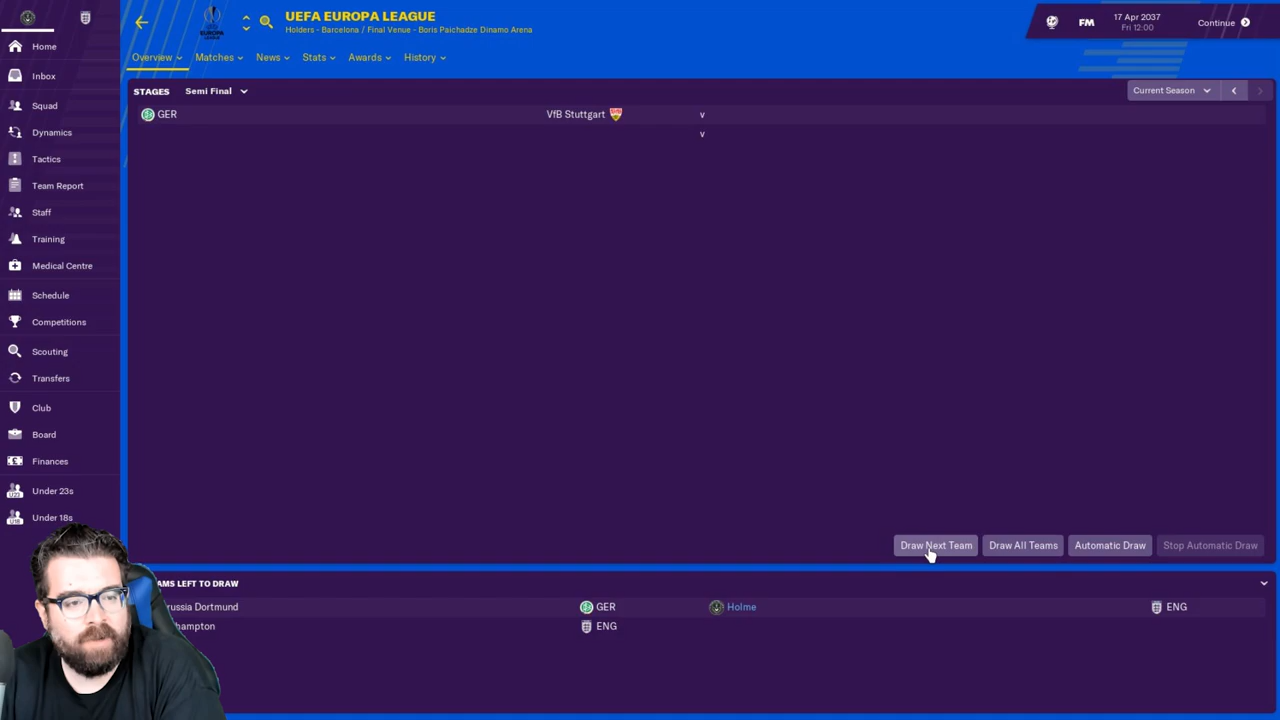 UEFA EUROPA LEAGUE
Holders - Barcelona / Final Venue - Boris Paichadze Dinamo Arena
FM
17 Apr 2037
Fri 12:00
Continue
Overview
Matches
News
Stats
Awards
History
Home
Inbox
Squad
Dynamics
Tactics
Team Report
Staff
Training
Medical Centre
Schedule
Competitions
Scouting
Transfers
Club
Board
Finances
Under 23s
Under 18s
STAGES Semi Final
Current Season
GER VfB Stuttgart v
v
Draw Next Team Draw All Teams Automatic Draw Stop Automatic Draw
AMS LEFT TO DRAW
russia Dortmund GER Holme ENG
hampton ENG